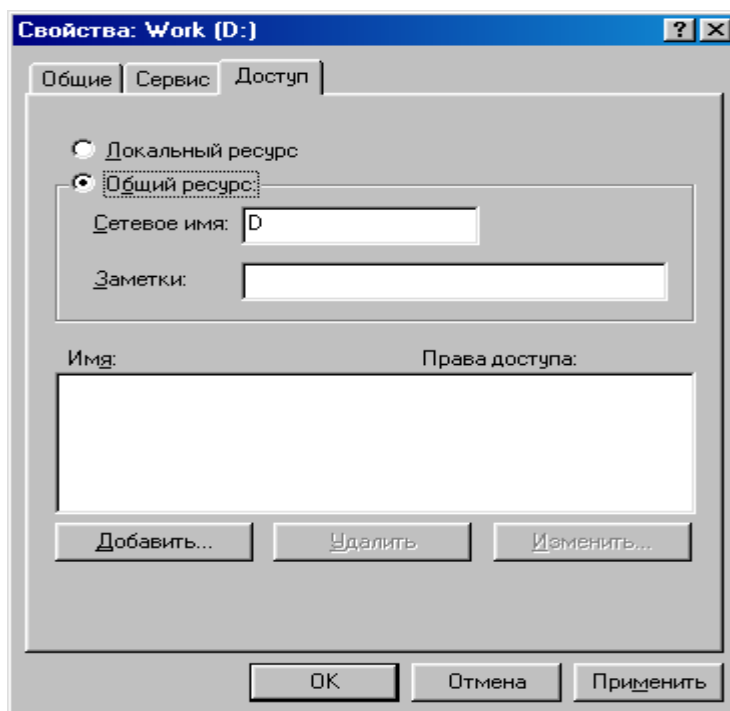 Свойства: Work (D:)
Общие Сервис Доступ
Локальный ресурс
Общий ресурс:
Сетевое имя: D
Заметки:
Имя: Права доступа:
Добавить... Удалить Изменить...
OK Отмена Применить